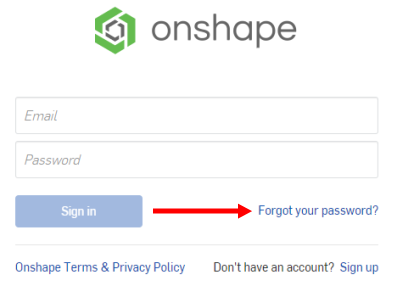 onshape
Email
Password
Sign in
Forgot your password?
Onshape Terms & Privacy Policy
Don't have an account? Sign up